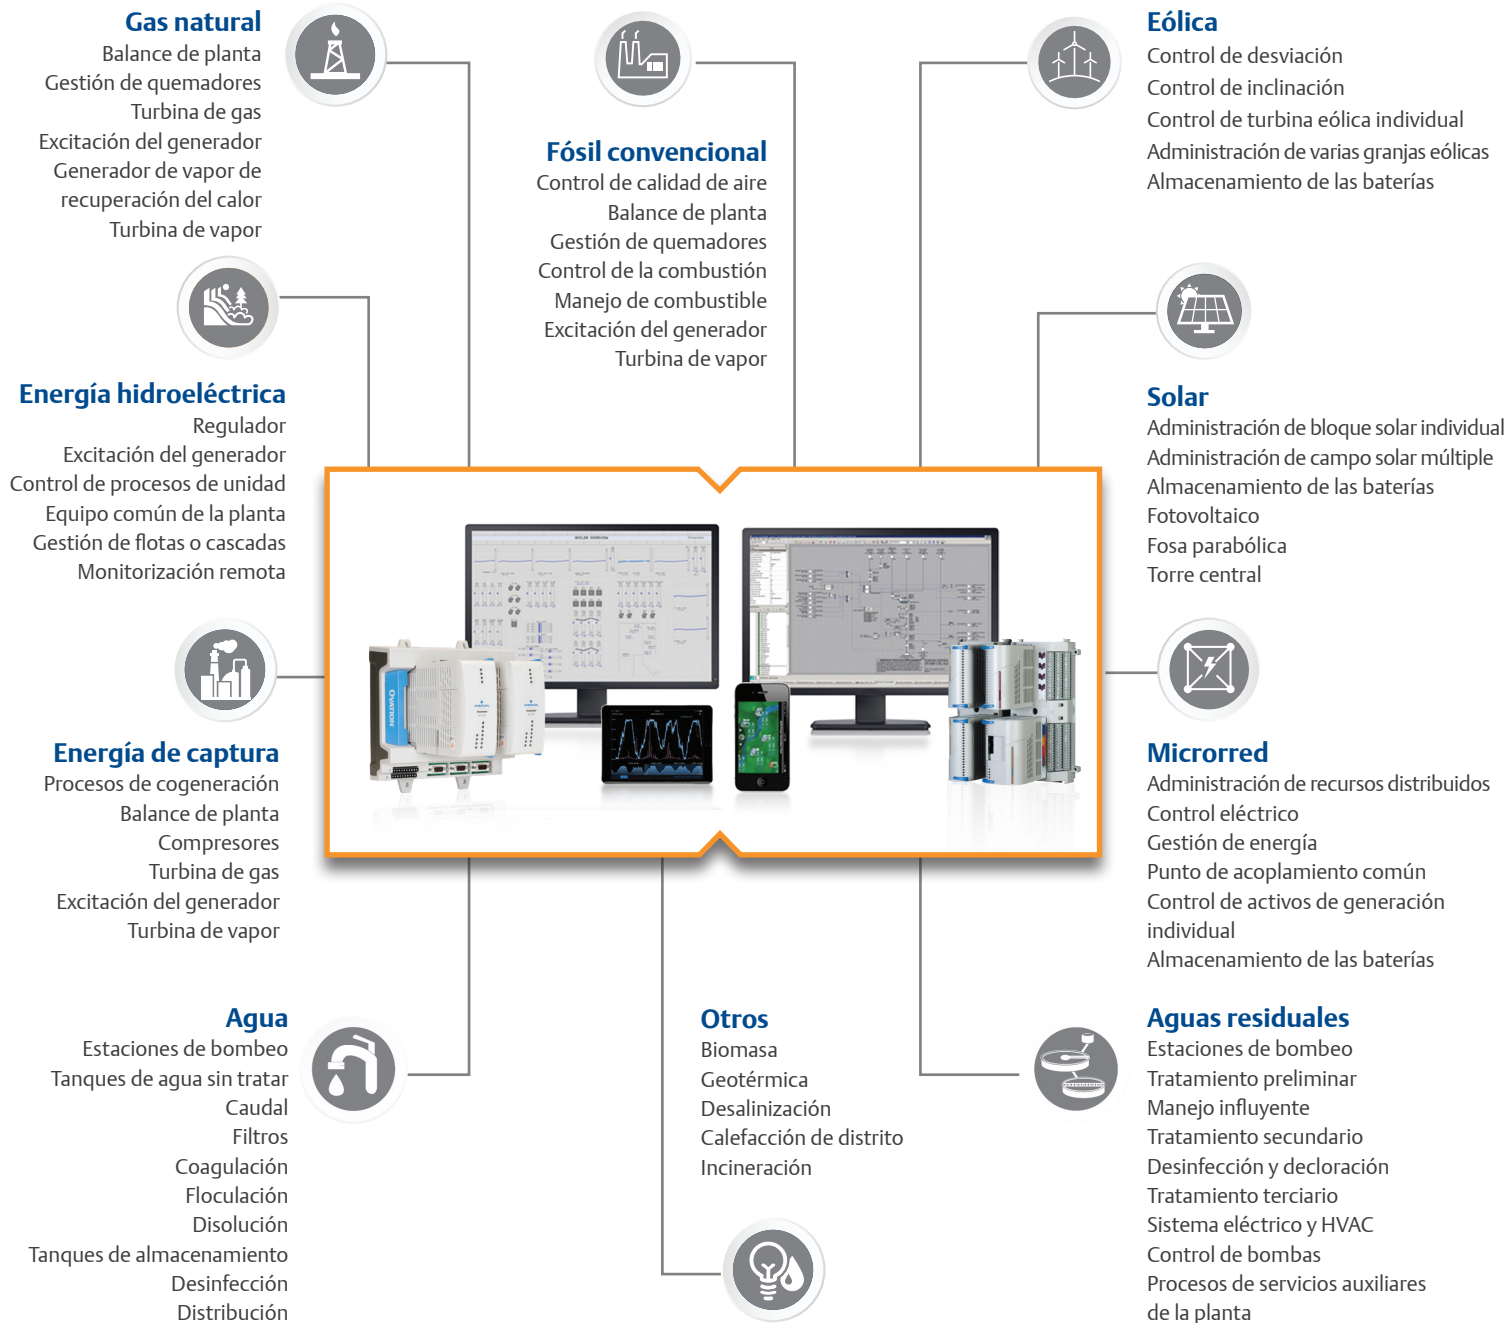 Gas natural
Balance de planta
Gestión de quemadores
Turbina de gas
Excitación del generador
Generador de vapor de
recuperación del calor
Turbina de vapor
Fósil convencional
Control de calidad de aire
Balance de planta
Gestión de quemadores
Control de la combustión
Manejo de combustible
Excitación del generador
Turbina de vapor
Eólica
Control de desviación
Control de inclinación
Control de turbina eólica individual
Administración de varias granjas eólicas
Almacenamiento de las baterías
Energía hidroeléctrica
Regulador
Excitación del generador
Control de procesos de unidad
Equipo común de la planta
Gestión de flotas o cascadas
Monitorización remota
Solar
Administración de bloque solar individual
Administración de campo solar múltiple
Almacenamiento de las baterías
Fotovoltaico
Fosa parabólica
Torre central
BOILER OVERVIEW
OVATION
Energía de captura
Procesos de cogeneración
Balance de planta
Compresores
Turbina de gas
Excitación del generador
Turbina de vapor
Microrred
Administración de recursos distribuidos
Control eléctrico
Gestión de energía
Punto de acoplamiento común
Control de activos de generación
individual
Almacenamiento de las baterías
Agua
Estaciones de bombeo
Tanques de agua sin tratar
Caudal
Filtros
Coagulación
Floculación
Disolución
Tanques de almacenamiento
Desinfección
Distribución
Otros
Biomasa
Geotérmica
Desalinización
Calefacción de distrito
Incineración
Aguas residuales
Estaciones de bombeo
Tratamiento preliminar
Manejo influyente
Tratamiento secundario
Desinfección y decloración
Tratamiento terciario
Sistema eléctrico y HVAC
Control de bombas
Procesos de servicios auxiliares
de la planta